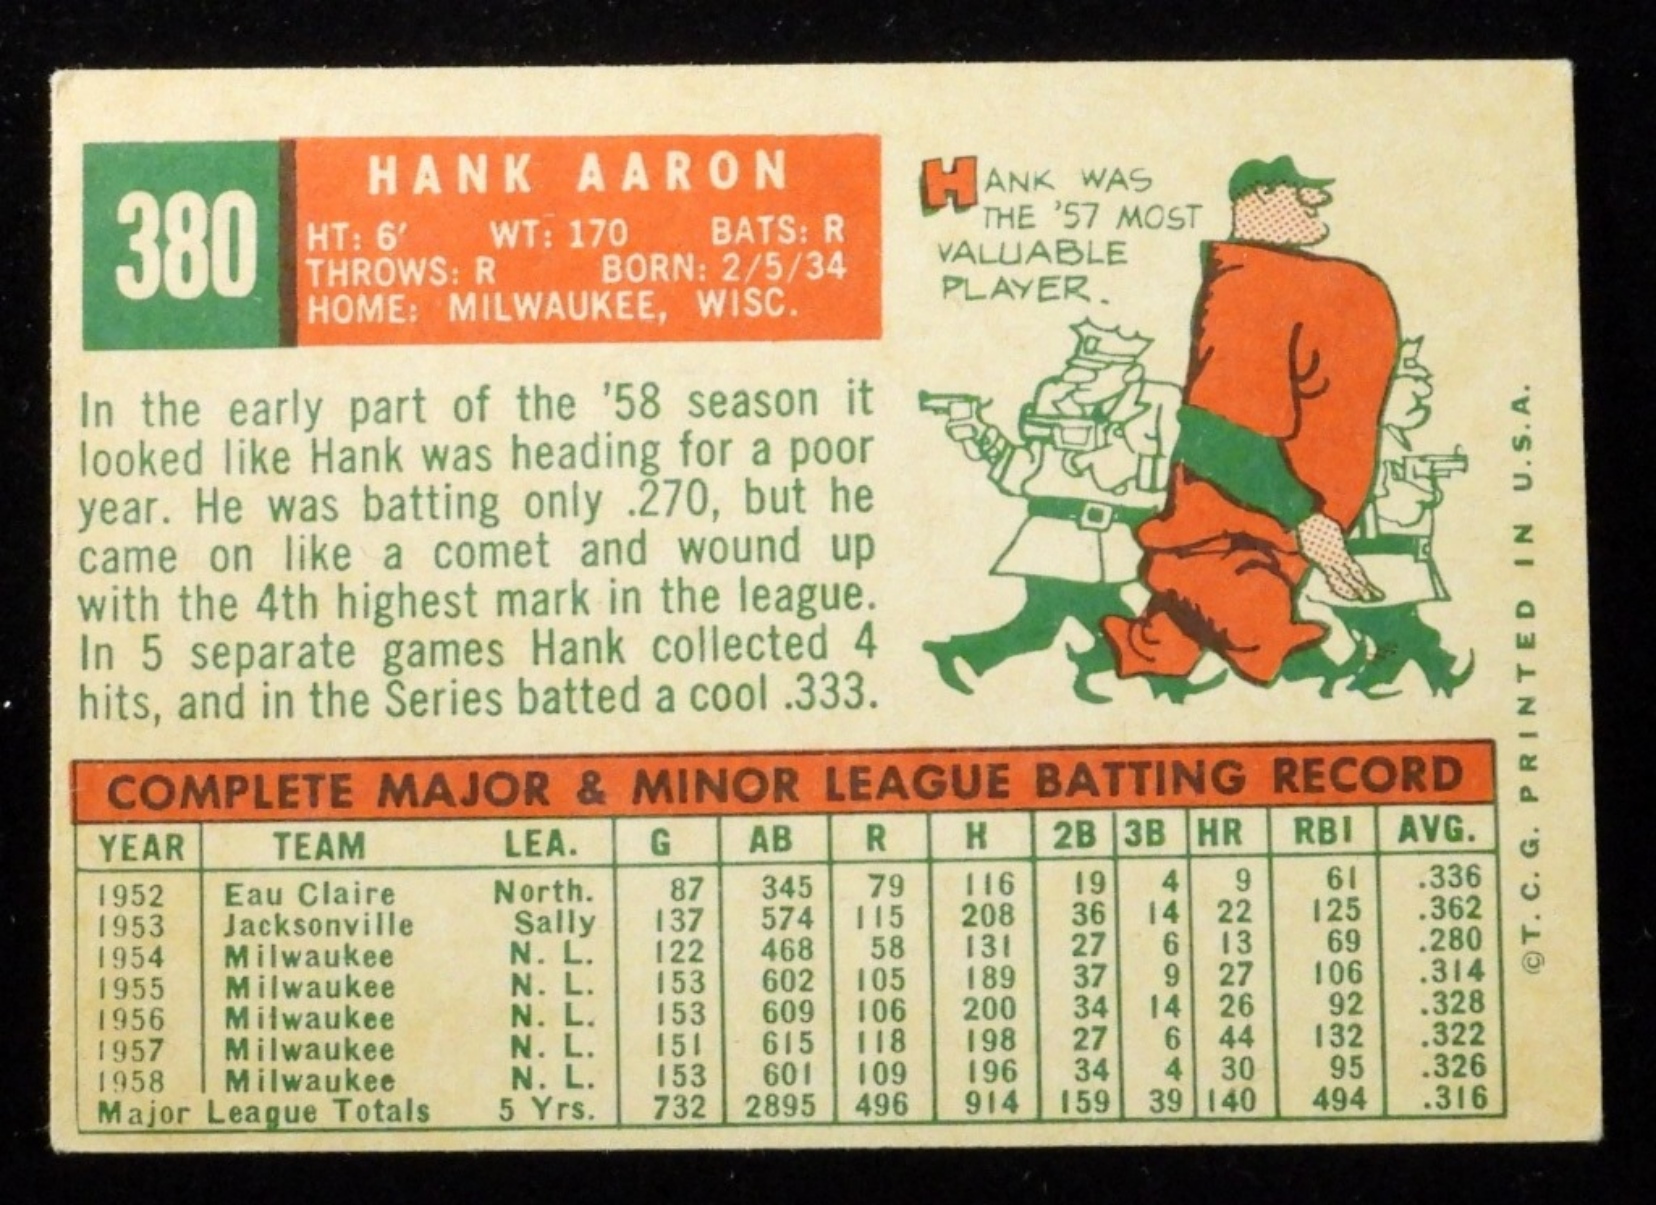 380
HANK AARON
HT: 6' WT: 170 BATS: R
THROWS: R BORN: 2/5/34
HOME: MILWAUKEE, WISC.
HANK WAS
THE '57 MOST
VALUABLE
PLAYER.
In the early part of the '58 season it
looked like Hank was heading for a poor
year. He was batting only .270, but he
came on like a comet and wound up
with the 4th highest mark in the league.
In 5 separate games Hank collected 4
hits, and in the Series batted a cool .333.
COMPLETE MAJOR & MINOR LEAGUE BATTING RECORD
YEAR TEAM LEA. G AB R H 2B 3B HR RBI AVG.
1952 Eau Claire North. 87 345 79 116 19 4 9 61 .336
1953 Jacksonville Sally 137 574 115 208 36 14 22 125 .362
1954 Milwaukee N. L. 122 468 58 131 27 6 13 69 .280
1955 Milwaukee N. L. 153 602 105 189 37 9 27 106 .314
1956 Milwaukee N. L. 153 609 106 200 34 14 26 92 .328
1957 Milwaukee N. L. 151 615 118 198 27 6 44 132 .322
1958 Milwaukee N. L. 153 601 109 196 34 4 30 95 .326
Major League Totals 5 Yrs. 732 2895 496 914 159 39 140 494 .316
©T. C. G. PRINTED IN U.S.A.